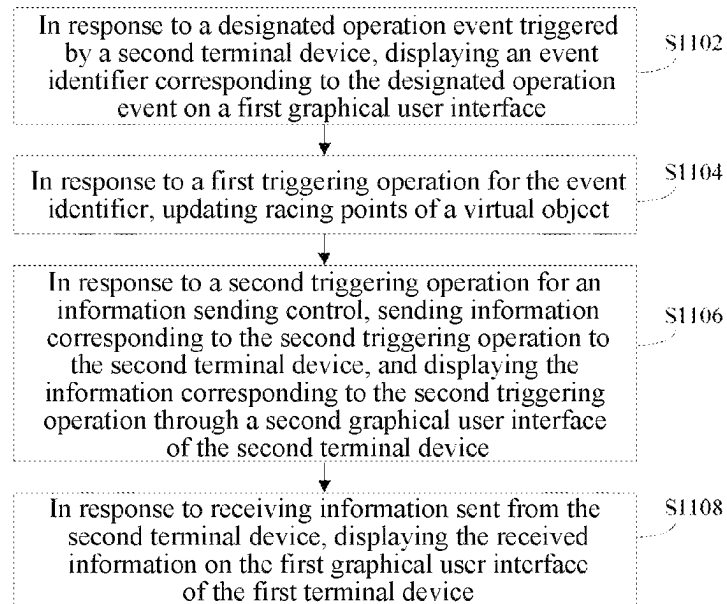 In response to a designated operation event triggered
by a second terminal device, displaying an event
identifier corresponding to the designated operation
event on a first graphical user interface
S1102
In response to a first triggering operation for the event
identifier, updating racing points of a virtual object
S1104
In response to a second triggering operation for an
information sending control, sending information
corresponding to the second triggering operation to
the second terminal device, and displaying the
information corresponding to the second triggering
operation through a second graphical user interface
of the second terminal device
S1106
In response to receiving information sent from the
second terminal device, displaying the received
information on the first graphical user interface
of the first terminal device
S1108